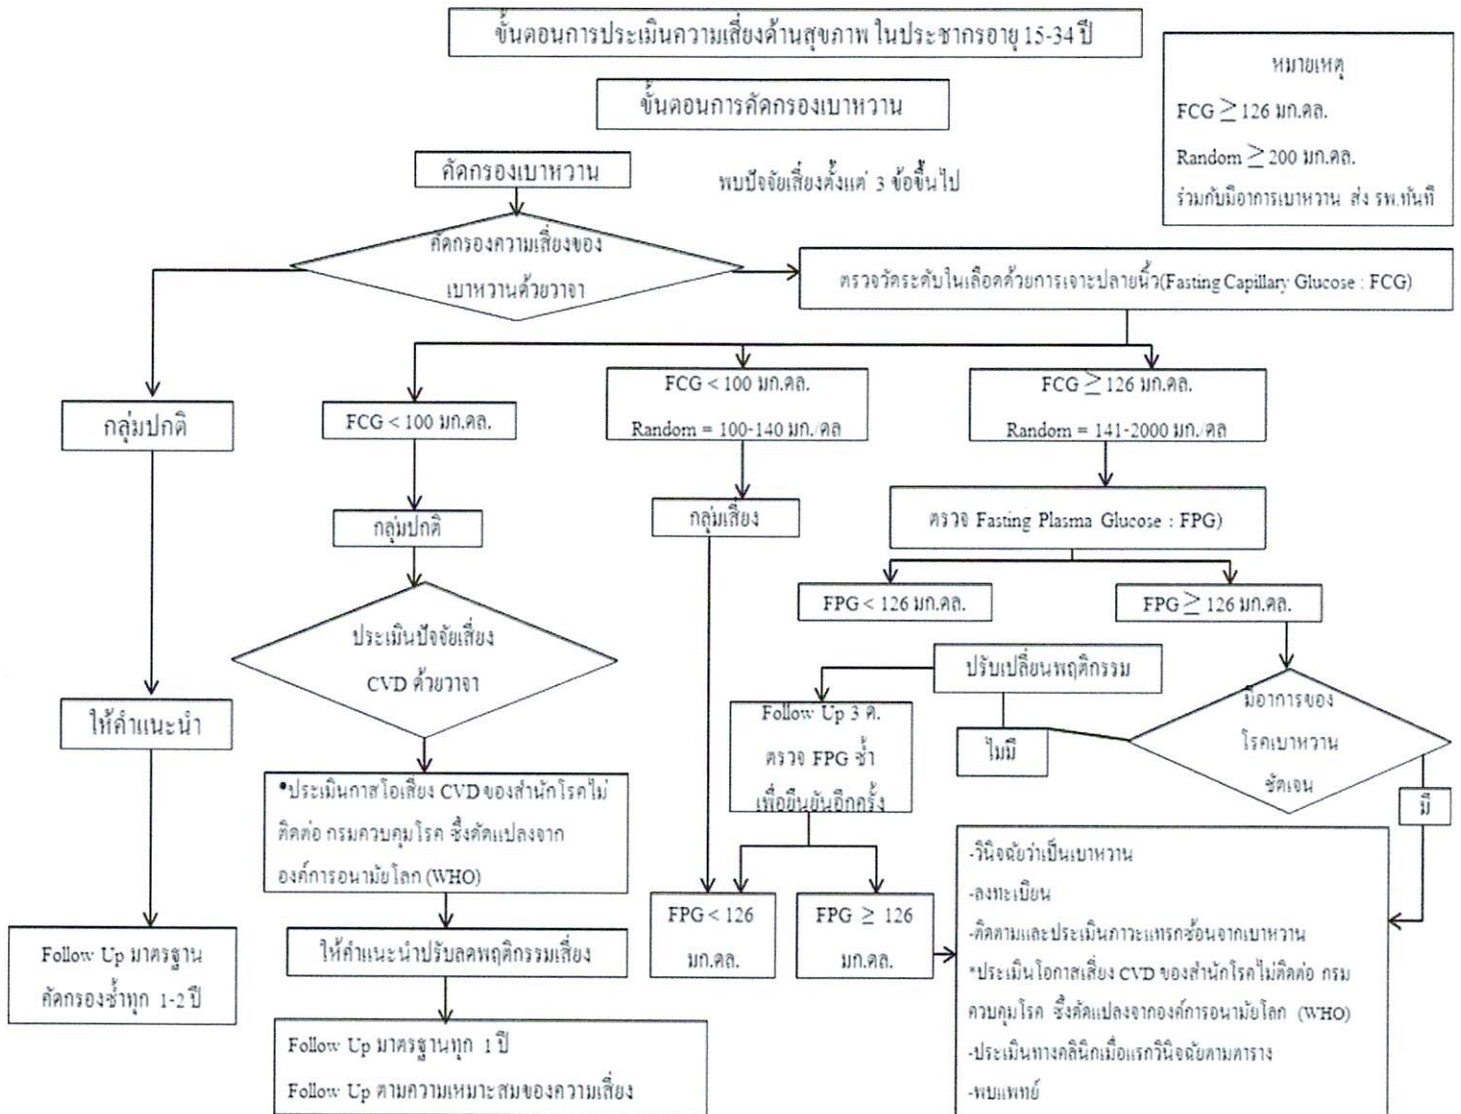 ขั้นตอนการประเมินความเสี่ยงด้านสุขภาพ ในประชากรอายุ 15-34 ปี
ขั้นตอนการคัดกรองเบาหวาน
หมายเหตุ
FCG ≥ 126 มก.ดล.
Random ≥ 200 มก.ดล.
ร่วมกับมีอาการเบาหวาน ส่ง รพ.ทันที
คัดกรองเบาหวาน
พบปัจจัยเสี่ยงตั้งแต่ 3 ข้อขึ้นไป
คัดกรองความเสี่ยงของ
เบาหวานด้วยวาจา
ตรวจวัดระดับในเลือดด้วยการเจาะปลายนิ้ว(Fasting Capillary Glucose : FCG)
กลุ่มปกติ
FCG < 100 มก.ดล.
FCG < 100 มก.ดล.
Random = 100-140 มก./ดล
FCG ≥ 126 มก.ดล.
Random = 141-2000 มก./ดล
กลุ่มปกติ
กลุ่มเสี่ยง
ตรวจ Fasting Plasma Glucose : FPG)
FPG < 126 มก.ดล.
FPG ≥ 126 มก.ดล.
ประเมินปัจจัยเสี่ยง
CVD ด้วยวาจา
ปรับเปลี่ยนพฤติกรรม
มีอาการของ
โรคเบาหวาน
ชัดเจน
ให้คำแนะนำ
Follow Up 3 ค.
ตรวจ FPG ซ้ำ
เพื่อยืนยันอีกครั้ง
ไมมี
มี
•ประเมินกาสโอเสี่ยง CVD ของสำนักโรคไม่
ติดต่อ กรมควบคุมโรค ซึ่งดัดแปลงจาก
องค์การอนามัยโลก (WHO)
FPG < 126
มก.ดล.
FPG ≥ 126
มก.ดล.
-วินิจฉัยว่าเป็นเบาหวาน
-ลงทะเบียน
-ติดตามและประเมินภาวะแทรกซ้อนจากเบาหวาน
*ประเมินโอกาสเสี่ยง CVD ของสำนักโรคไม่ติดต่อ กรม
ควบคุมโรค ซึ่งดัดแปลงจากองค์การอนามัยโลก (WHO)
-ประเมินทางคลินิกเมื่อแรกวินิจฉัยตามตาราง
-พบแพทย์
Follow Up มาตรฐาน
คัดกรองซ้ำทุก 1-2 ปี
ให้คำแนะนำปรับลดพฤติกรรมเสี่ยง
Follow Up มาตรฐานทุก 1 ปี
Follow Up ตามความเหมาะสมของความเสี่ยง